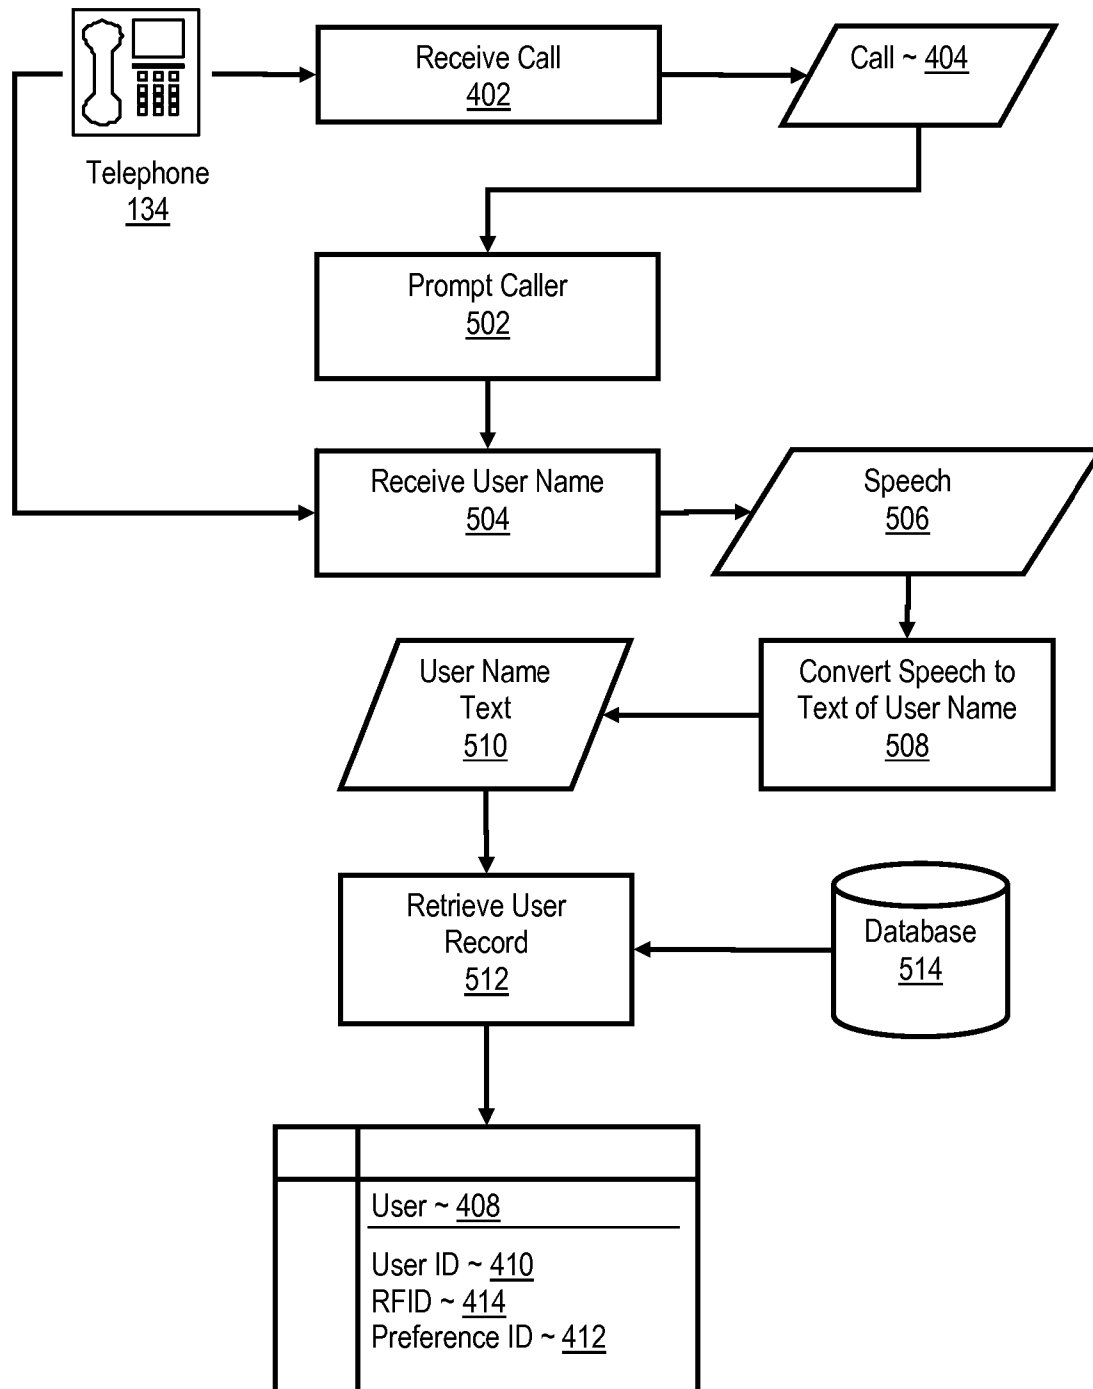 Receive Call
402
Call ~ 404
Telephone
134
Prompt Caller
502
Receive User Name
504
Speech
506
User Name
Text
510
Convert Speech to
Text of User Name
508
Retrieve User
Record
512
Database
514
User ~ 408
User ID ~ 410
RFID ~ 414
Preference ID ~ 412